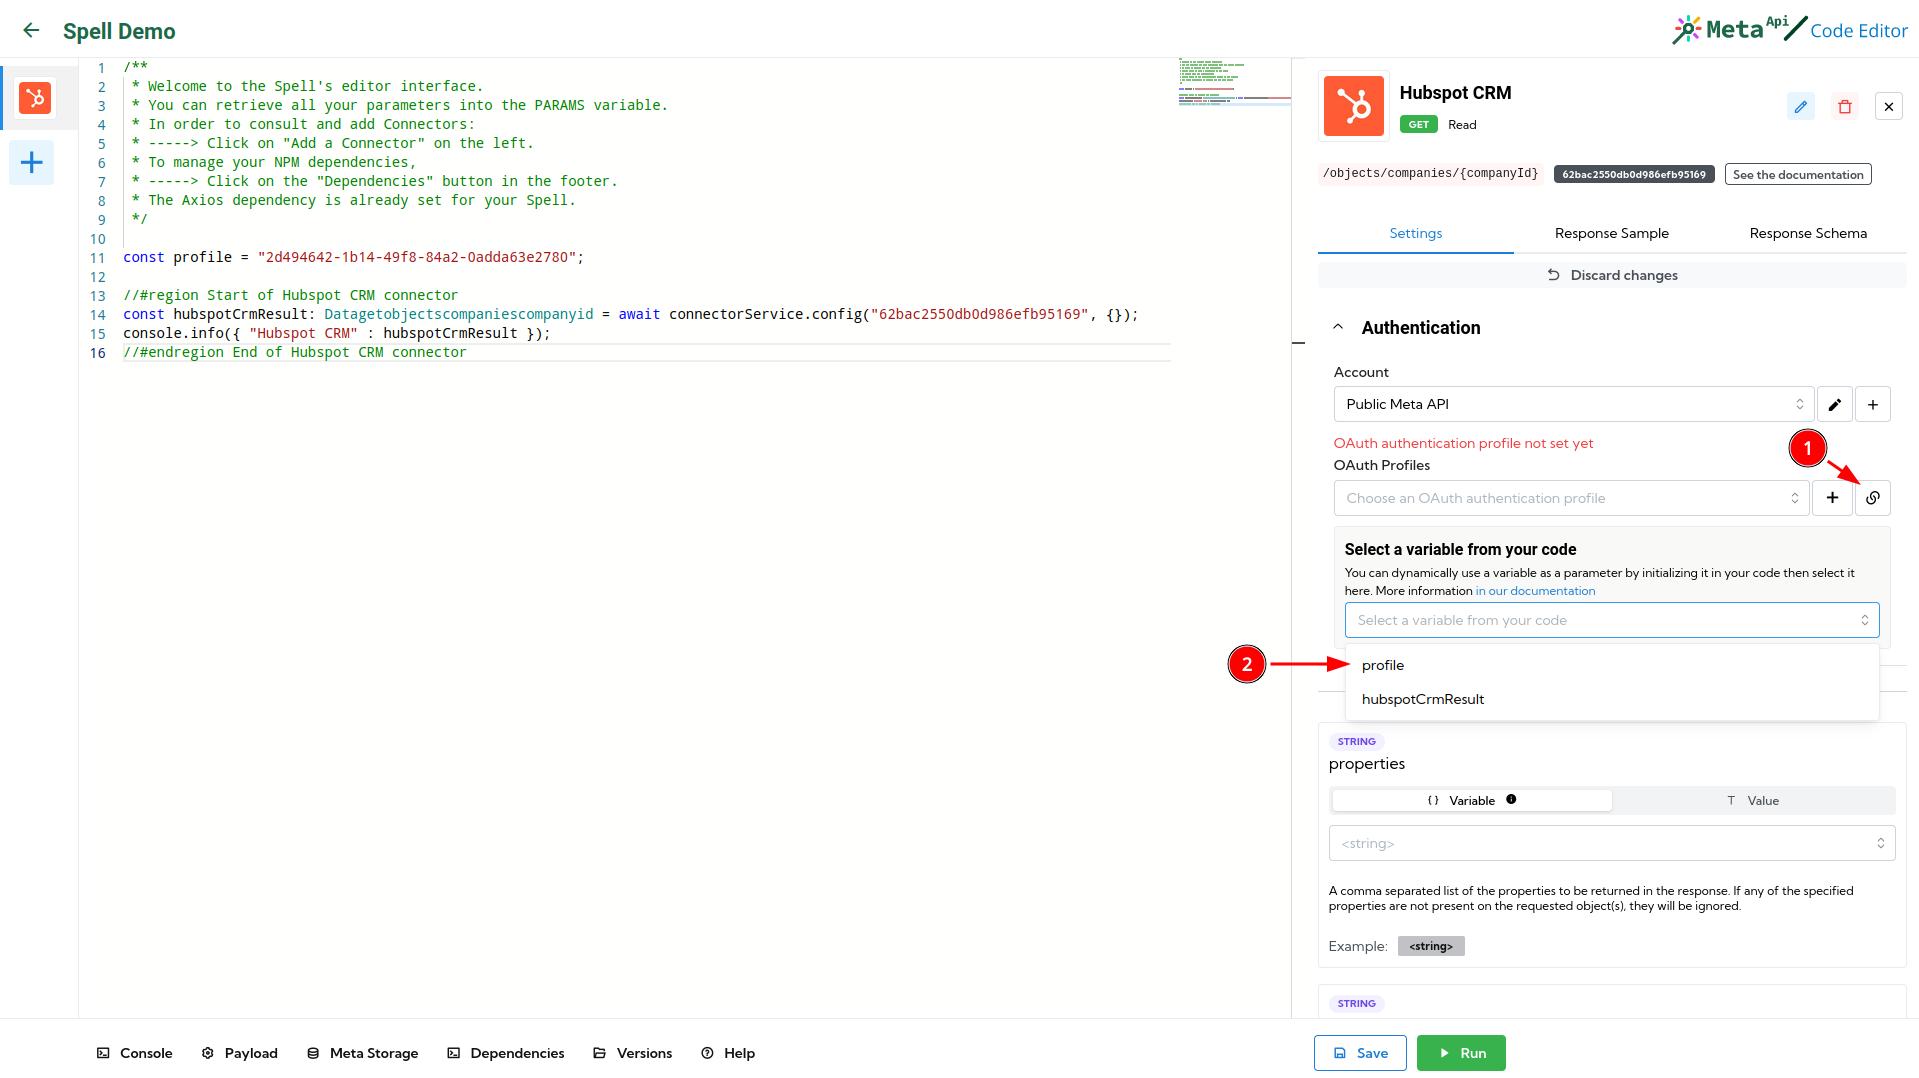 Spell Demo
Meta Api / Code Editor
1 /**
2 * Welcome to the Spell's editor interface.
3 * You can retrieve all your parameters into the PARAMS variable.
4 * In order to consult and add Connectors:
5 * -----> Click on "Add a Connector" on the left.
6 * To manage your NPM dependencies,
7 * -----> Click on the "Dependencies" button in the footer.
8 * The Axios dependency is already set for your Spell.
9 */
10
11 const profile = "2d494642-1b14-49f8-84a2-0adda63e2780";
12
13 //#region Start of Hubspot CRM connector
14 const hubspotCrmResult: Datagetobjectscompaniescompanyid = await connectorService.config("62bac2550db0d986efb95169", {});
15 console.info({ "Hubspot CRM" : hubspotCrmResult });
16 //#endregion End of Hubspot CRM connector
Hubspot CRM
GET Read
/objects/companies/{companyId} 62bac2550db0d986efb95169 See the documentation
Settings Response Sample Response Schema
Discard changes
Authentication
Account
Public Meta API
OAuth authentication profile not set yet
1
OAuth Profiles
Choose an OAuth authentication profile
Select a variable from your code
You can dynamically use a variable as a parameter by initializing it in your code then select it
here. More information in our documentation
Select a variable from your code
2
profile
hubspotCrmResult
STRING
properties
{} Variable T Value
<string>
A comma separated list of the properties to be returned in the response. If any of the specified
properties are not present on the requested object(s), they will be ignored.
Example: <string>
STRING
Console Payload Meta Storage Dependencies Versions Help Save Run